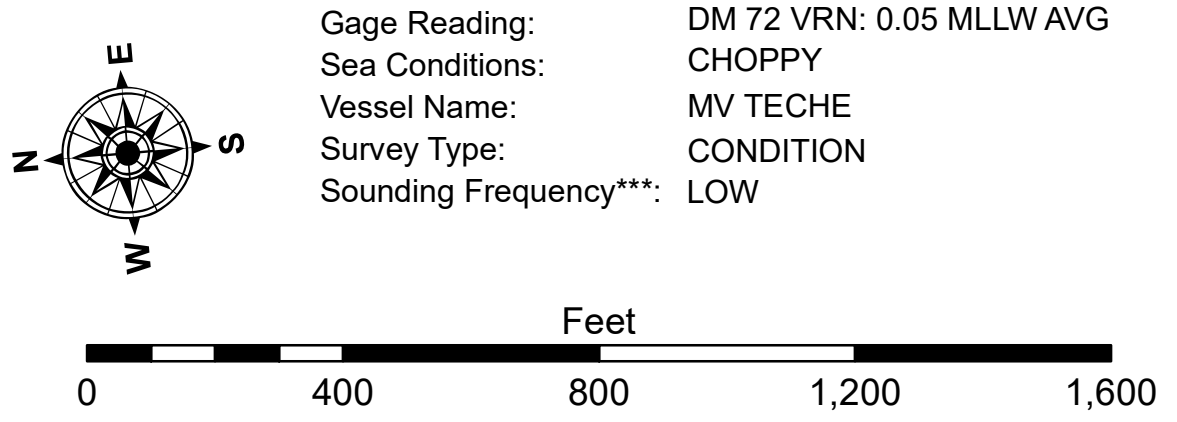 Gage Reading: DM 72 VRN: 0.05 MLLW AVG
Sea Conditions: CHOPPY
Vessel Name: MV TECHE
Survey Type: CONDITION
Sounding Frequency***: LOW
E
N
S
W
Feet
0 400 800 1,200 1,600